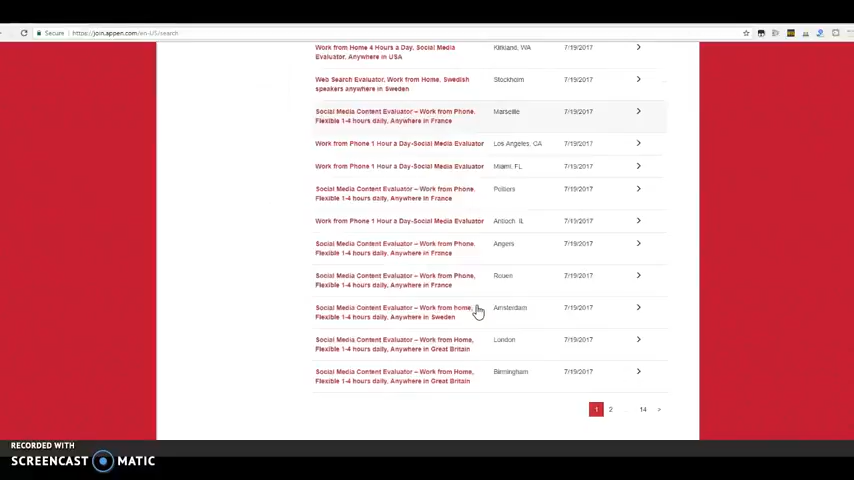 Secure https://join.appen.com/en-US/search
Work from Home 4 Hours a Day, Social Media Kirkland, WA 7/19/2017
Evaluator, Anywhere in USA
Web Search Evaluator, Work from Home, Swedish Stockholm 7/19/2017
speakers anywhere in Sweden
Social Media Content Evaluator – Work from Phone, Marseille 7/19/2017
Flexible 1-4 hours daily, Anywhere in France
Work from Phone 1 Hour a Day-Social Media Evaluator Los Angeles, CA 7/19/2017
Work from Phone 1 Hour a Day-Social Media Evaluator Miami, FL 7/19/2017
Social Media Content Evaluator – Work from Phone, Poitiers 7/19/2017
Flexible 1-4 hours daily, Anywhere in France
Work from Phone 1 Hour a Day-Social Media Evaluator Antioch, IL 7/19/2017
Social Media Content Evaluator – Work from Phone, Angers 7/19/2017
Flexible 1-4 hours daily, Anywhere in France
Social Media Content Evaluator – Work from Phone, Rouen 7/19/2017
Flexible 1-4 hours daily, Anywhere in France
Social Media Content Evaluator – Work from home, Amsterdam 7/19/2017
Flexible 1-4 hours daily, Anywhere in Sweden
Social Media Content Evaluator – Work from Home, London 7/19/2017
Flexible 1-4 hours daily, Anywhere in Great Britain
Social Media Content Evaluator – Work from Home, Birmingham 7/19/2017
Flexible 1-4 hours daily, Anywhere in Great Britain
1 2 ... 14 >
RECORDED WITH
SCREENCAST MATIC